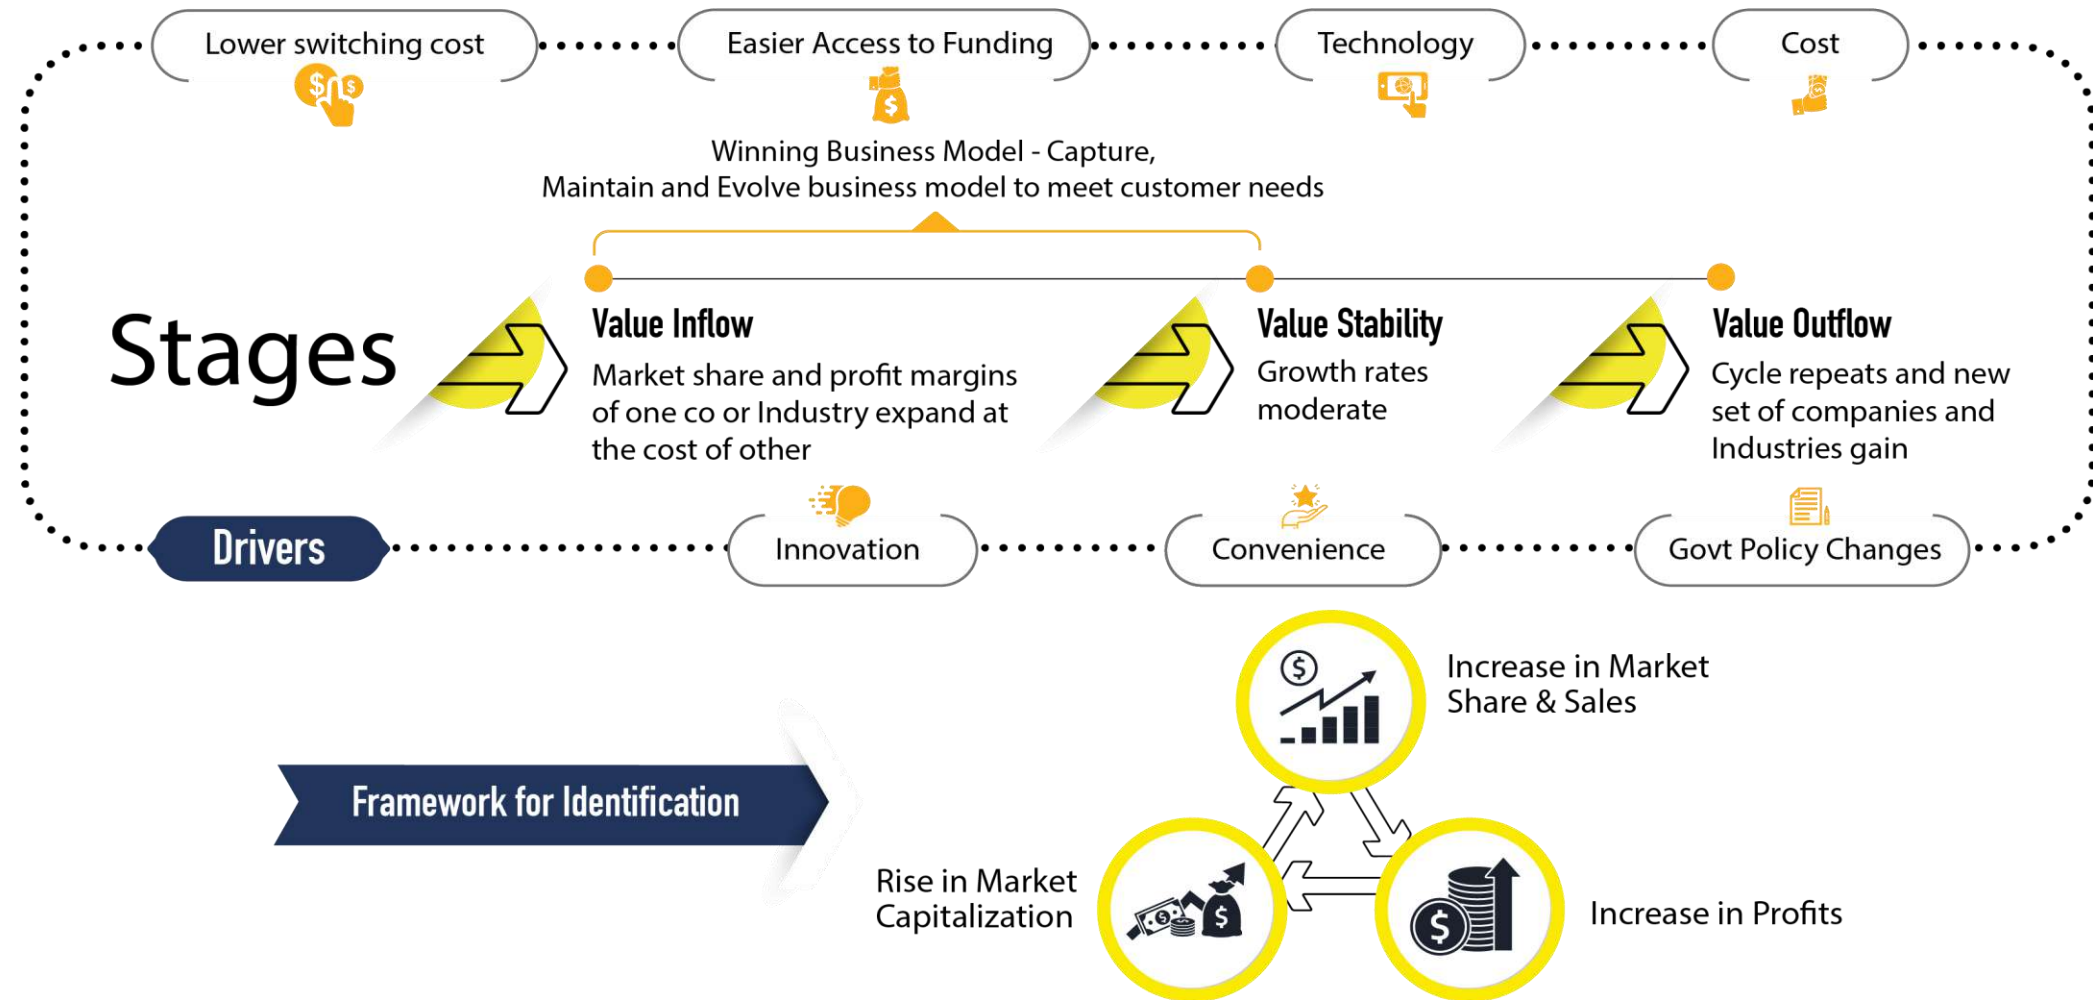 Lower switching cost
Easier Access to Funding
Technology
Cost
Winning Business Model - Capture,
Maintain and Evolve business model to meet customer needs
Stages
Value Inflow
Market share and profit margins
of one co or Industry expand at
the cost of other
Value Stability
Growth rates
moderate
Value Outflow
Cycle repeats and new
set of companies and
Industries gain
Drivers
Innovation
Convenience
Govt Policy Changes
Framework for Identification
Increase in Market
Share & Sales
Rise in Market
Capitalization
Increase in Profits